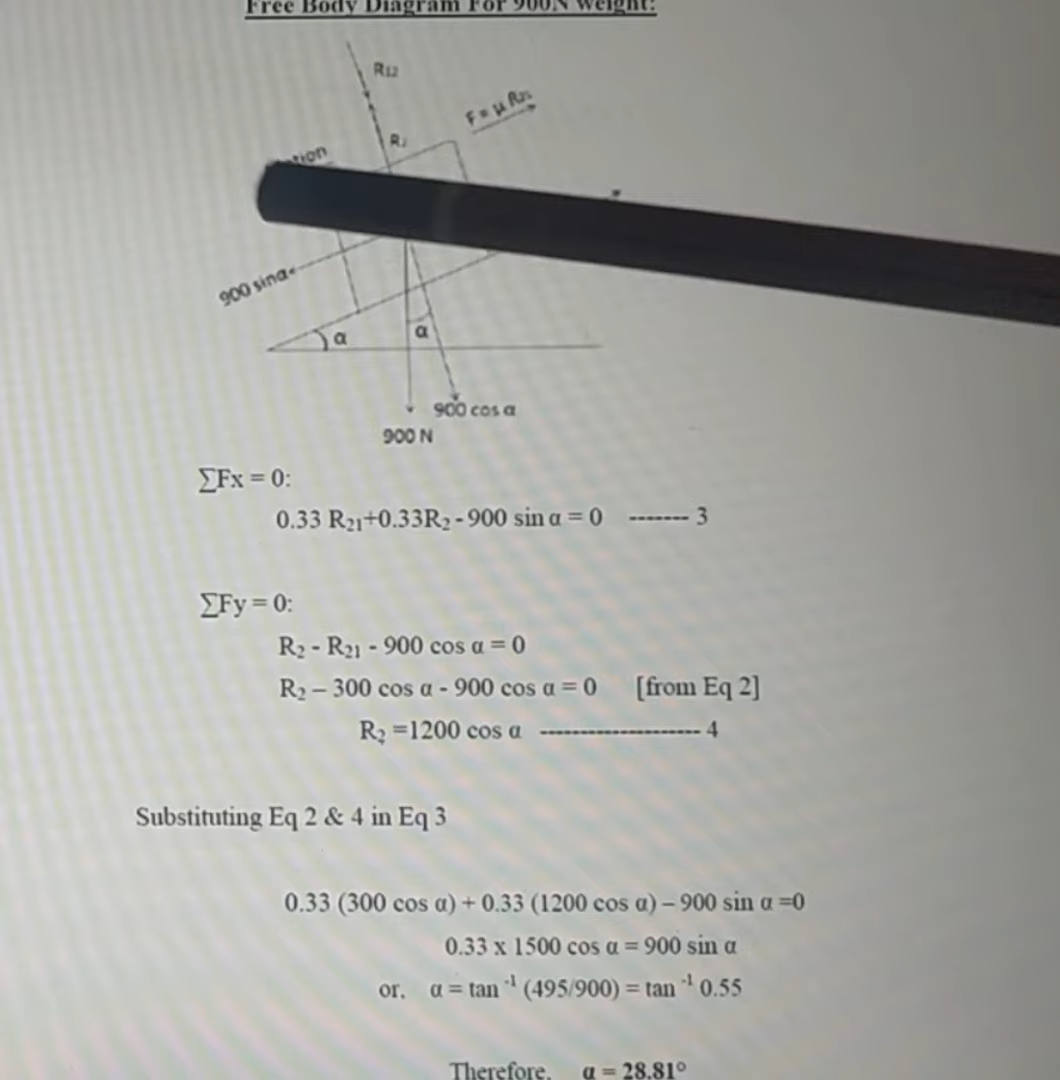 Free Body Diagram For 900N weight:
R12
F = μ R21
900 sinα
α
α
900 cos α
900 N
∑Fx = 0:
0.33 R21+0.33R2 - 900 sin α = 0 ------- 3
∑Fy = 0:
R2 - R21 - 900 cos α = 0
R2 – 300 cos α - 900 cos α = 0 [from Eq 2]
R2 =1200 cos α -------------------- 4
Substituting Eq 2 & 4 in Eq 3
0.33 (300 cos α) + 0.33 (1200 cos α) – 900 sin α =0
0.33 x 1500 cos α = 900 sin α
or, α = tan -1 (495/900) = tan -1 0.55
Therefore, α = 28.81°